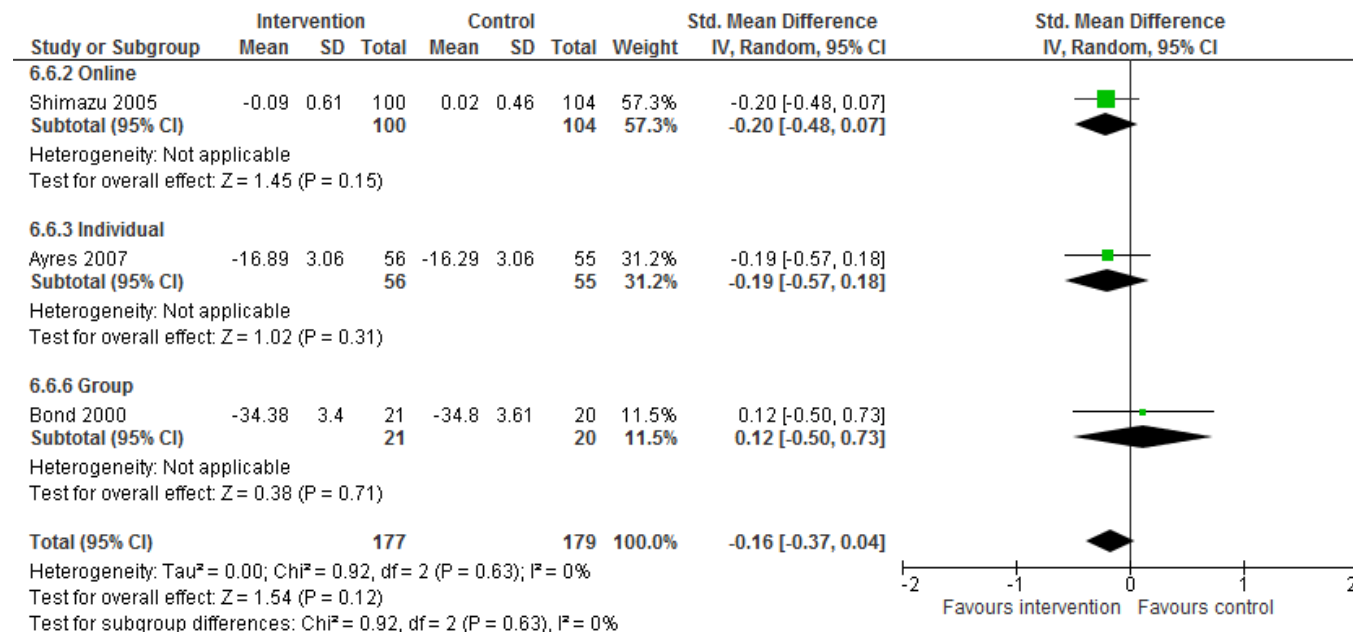 Intervention Control Std. Mean Difference Std. Mean Difference
Study or Subgroup Mean SD Total Mean SD Total Weight IV, Random, 95% CI IV, Random, 95% CI
6.6.2 Online
Shimazu 2005 -0.09 0.61 100 0.02 0.46 104 57.3% -0.20 [-0.48, 0.07]
Subtotal (95% CI) 100 104 57.3% -0.20 [-0.48, 0.07]
Heterogeneity: Not applicable
Test for overall effect: Z = 1.45 (P = 0.15)
6.6.3 Individual
Ayres 2007 -16.89 3.06 56 -16.29 3.06 55 31.2% -0.19 [-0.57, 0.18]
Subtotal (95% CI) 56 55 31.2% -0.19 [-0.57, 0.18]
Heterogeneity: Not applicable
Test for overall effect: Z = 1.02 (P = 0.31)
6.6.6 Group
Bond 2000 -34.38 3.4 21 -34.8 3.61 20 11.5% 0.12 [-0.50, 0.73]
Subtotal (95% CI) 21 20 11.5% 0.12 [-0.50, 0.73]
Heterogeneity: Not applicable
Test for overall effect: Z = 0.38 (P = 0.71)
Total (95% CI) 177 179 100.0% -0.16 [-0.37, 0.04]
Heterogeneity: Tau² = 0.00; Chi² = 0.92, df = 2 (P = 0.63); I² = 0%
Test for overall effect: Z = 1.54 (P = 0.12)
Test for subgroup differences: Chi² = 0.92, df = 2 (P = 0.63), I² = 0%
-2 -1 0 1 2
Favours intervention Favours control